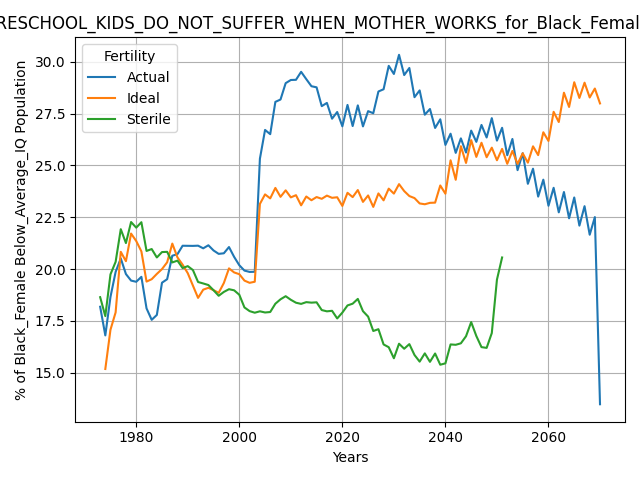 RESCHOOL_KIDS_DO_NOT_SUFFER_WHEN_MOTHER_WORKS_for_Black_Femal
% of Black_Female Below_Average_IQ Population
30.0
27.5
25.0
22.5
20.0
17.5
15.0
Fertility
Actual
Ideal
Sterile
1980 2000 2020 2040 2060
Years